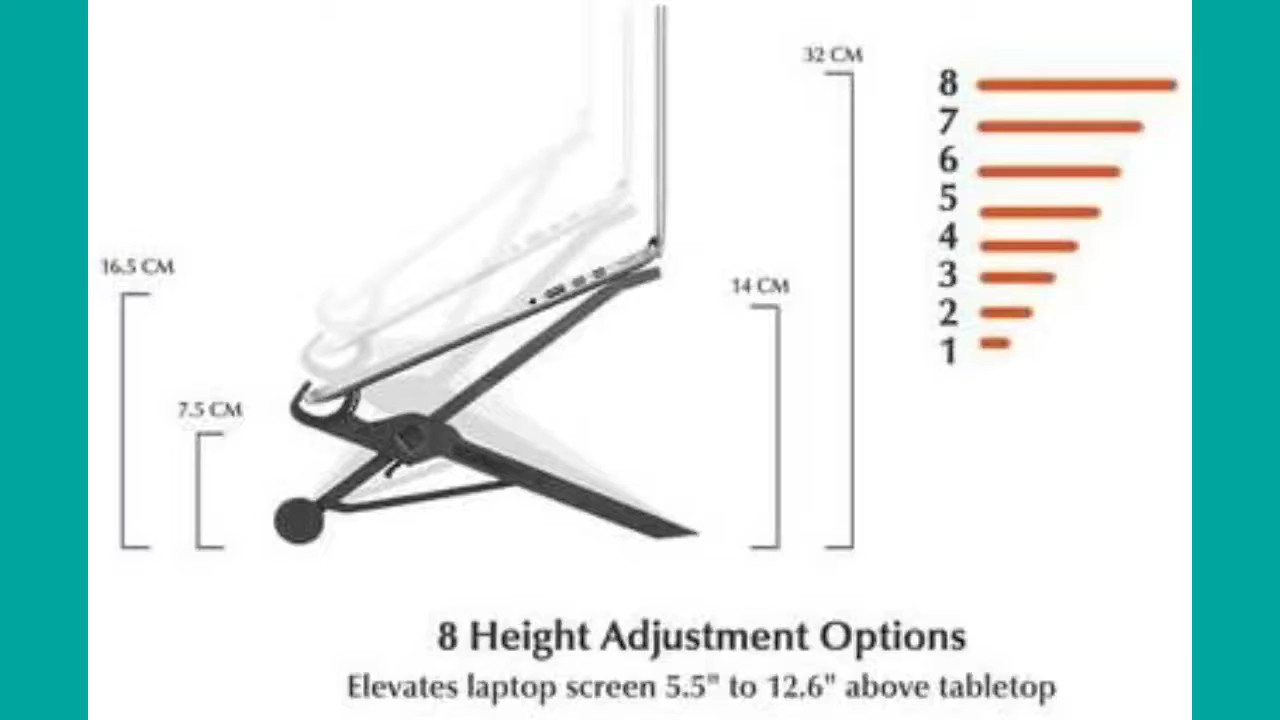 32 CM
16.5 CM
14 CM
7.5 CM
8
7
6
5
4
3
2
1
8 Height Adjustment Options
Elevates laptop screen 5.5" to 12.6" above tabletop